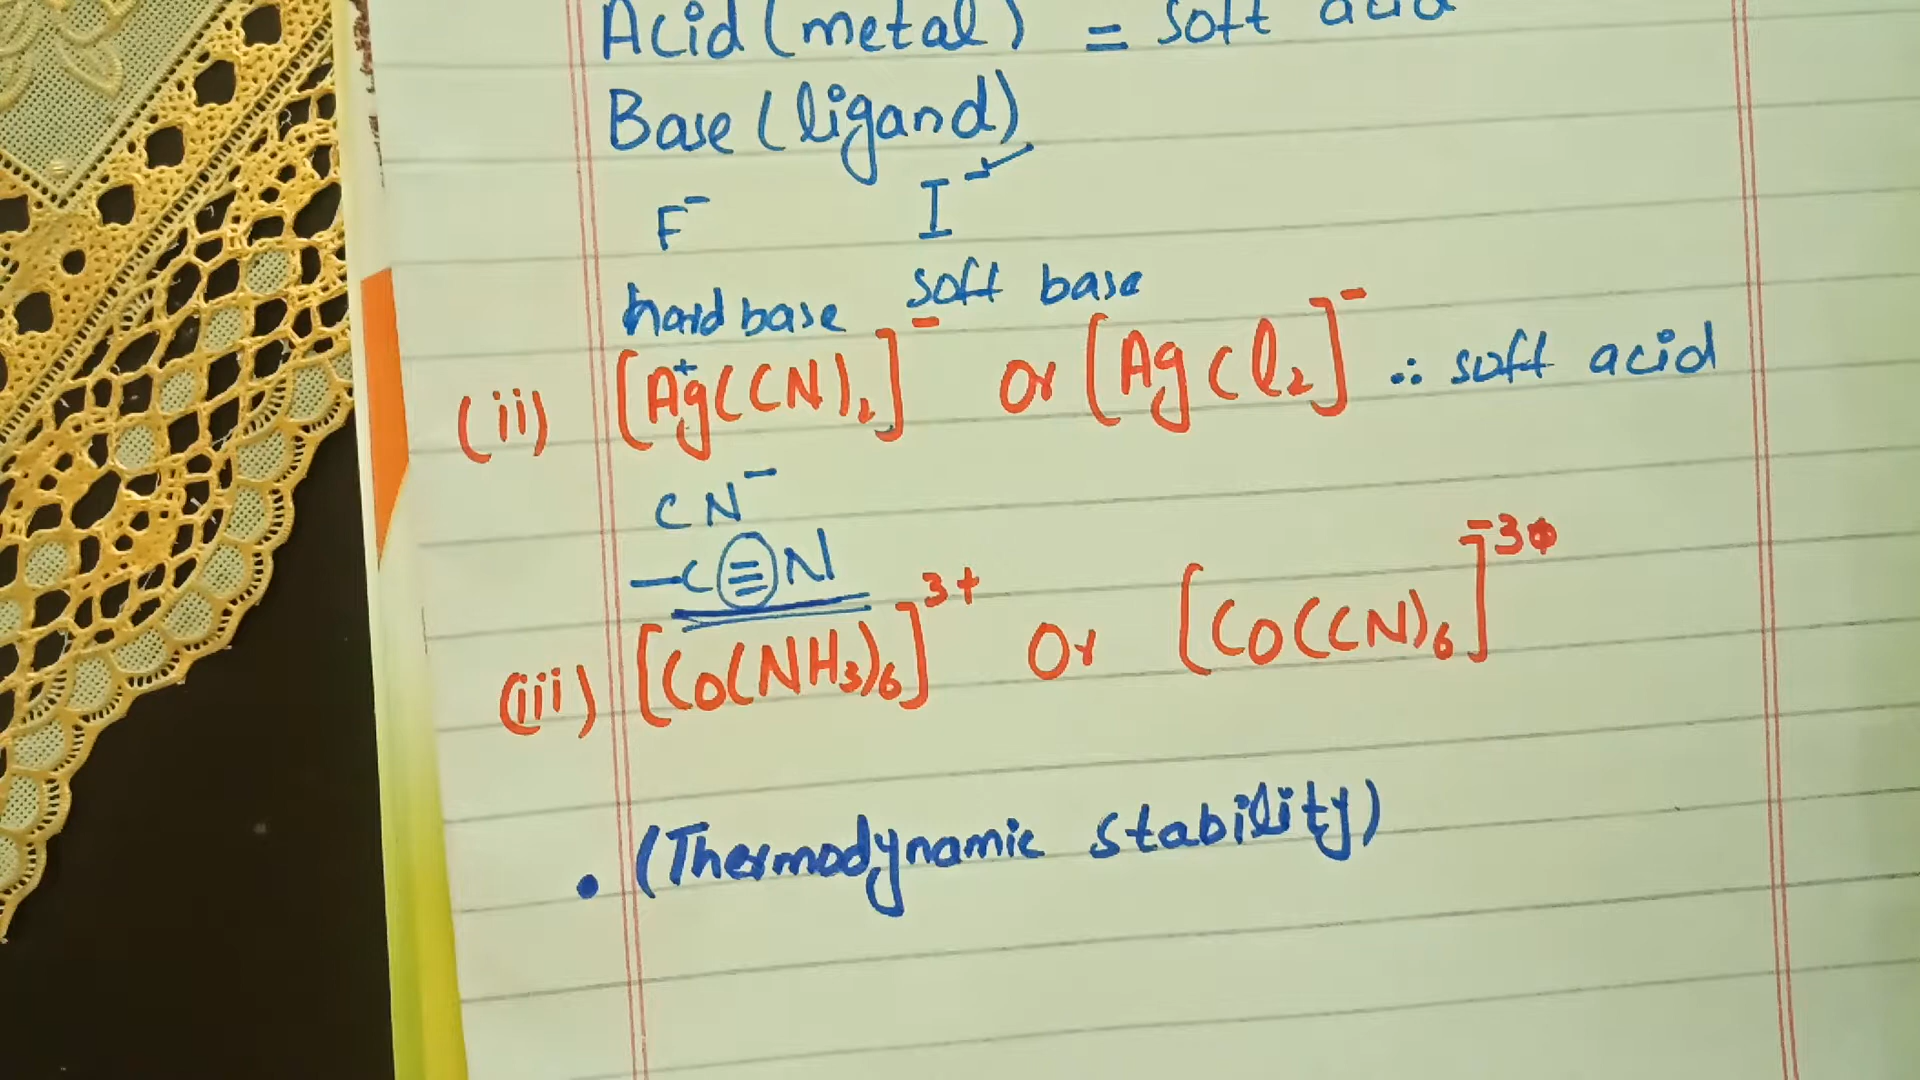 Acid (metal) = soft acid
Base (ligand)
F⁻ I⁻
hard base soft base
(ii) [Ag⁺(CN)₂]⁻ or [AgCl₂]⁻ ∴ soft acid
CN⁻
–C≡N
(iii) [Co(NH₃)₆]³⁺ Or [Co(CN)₆]⁻³
• (Thermodynamic stability)